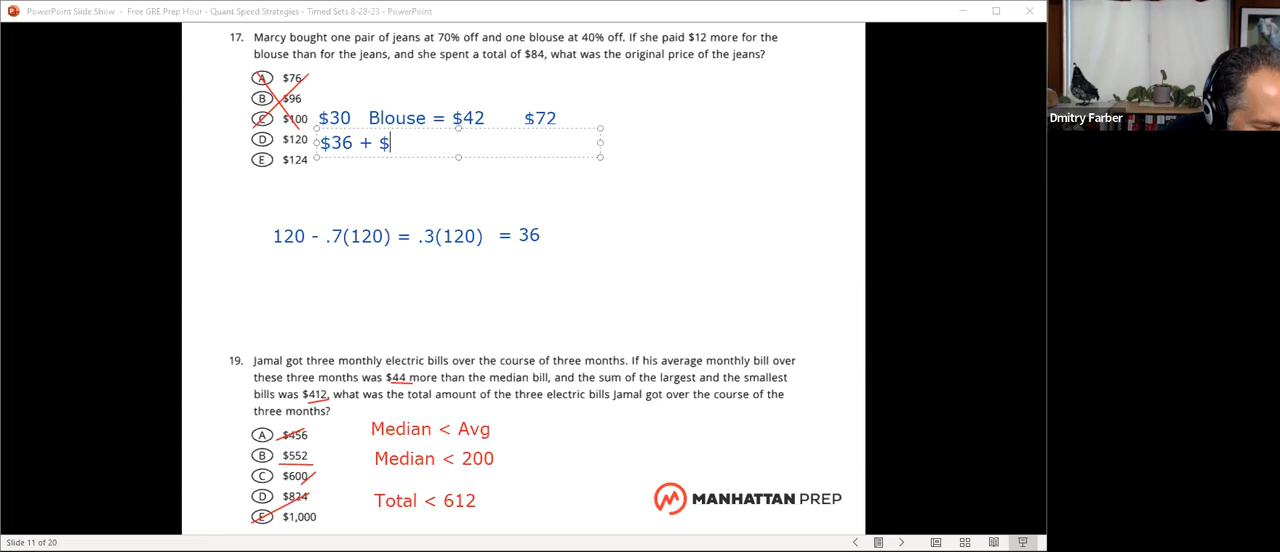 PowerPoint Slide Show - Free GRE Prep Hour - Quant Speed Strategies - Timed Sets 8-28-23 - PowerPoint
17. Marcy bought one pair of jeans at 70% off and one blouse at 40% off. If she paid $12 more for the
blouse than for the jeans, and she spent a total of $84, what was the original price of the jeans?
A $76
B $96
C $100 $30 Blouse = $42 $72
D $120 $36 + $
E $124
Dmitry Farber
120 - .7(120) = .3(120) = 36
19. Jamal got three monthly electric bills over the course of three months. If his average monthly bill over
these three months was $44 more than the median bill, and the sum of the largest and the smallest
bills was $412, what was the total amount of the three electric bills Jamal got over the course of the
three months?
A $456 Median < Avg
B $552 Median < 200
C $600
D $824 Total < 612
E $1,000
MANHATTAN PREP
Slide 11 of 20